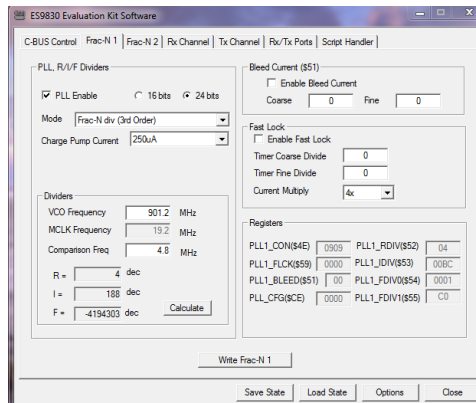 ES9830 Evaluation Kit Software
C-BUS Control Frac-N 1 Frac-N 2 Rx Channel Tx Channel Rx/Tx Ports Script Handler
PLL, R/I/F Dividers
PLL Enable 16 bits 24 bits
Mode Frac-N div (3rd Order)
Charge Pump Current 250uA
Dividers
VCO Frequency 901.2 MHz
MCLK Frequency 19.2 MHz
Comparison Freq 4.8 MHz
R = 4 dec
I = 188 dec
F = -4194303 dec
Calculate
Bleed Current ($51)
Enable Bleed Current
Coarse 0 Fine 0
Fast Lock
Enable Fast Lock
Timer Coarse Divide 0
Timer Fine Divide 0
Current Multiply 4x
Registers
PLL1_CON($4E) 0909 PLL1_RDIV($52) 04
PLL1_FLCK($59) 0000 PLL1_IDIV($53) 00BC
PLL1_BLEED($51) 00 PLL1_FDIV0($54) 0001
PLL_CFG($CE) 0000 PLL1_FDIV1($55) C0
Write Frac-N 1
Save State Load State Options Close